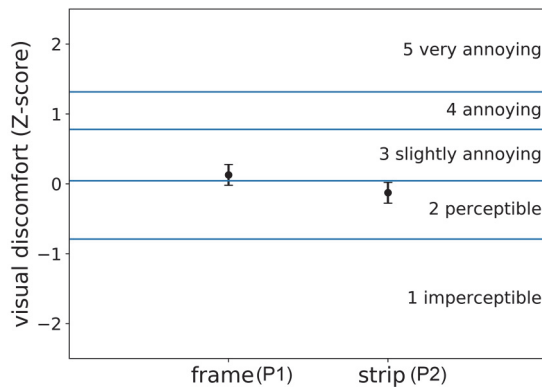 visual discomfort (Z-score)
2
1
0
−1
−2
5 very annoying
4 annoying
3 slightly annoying
2 perceptible
1 imperceptible
frame(P1)
strip (P2)